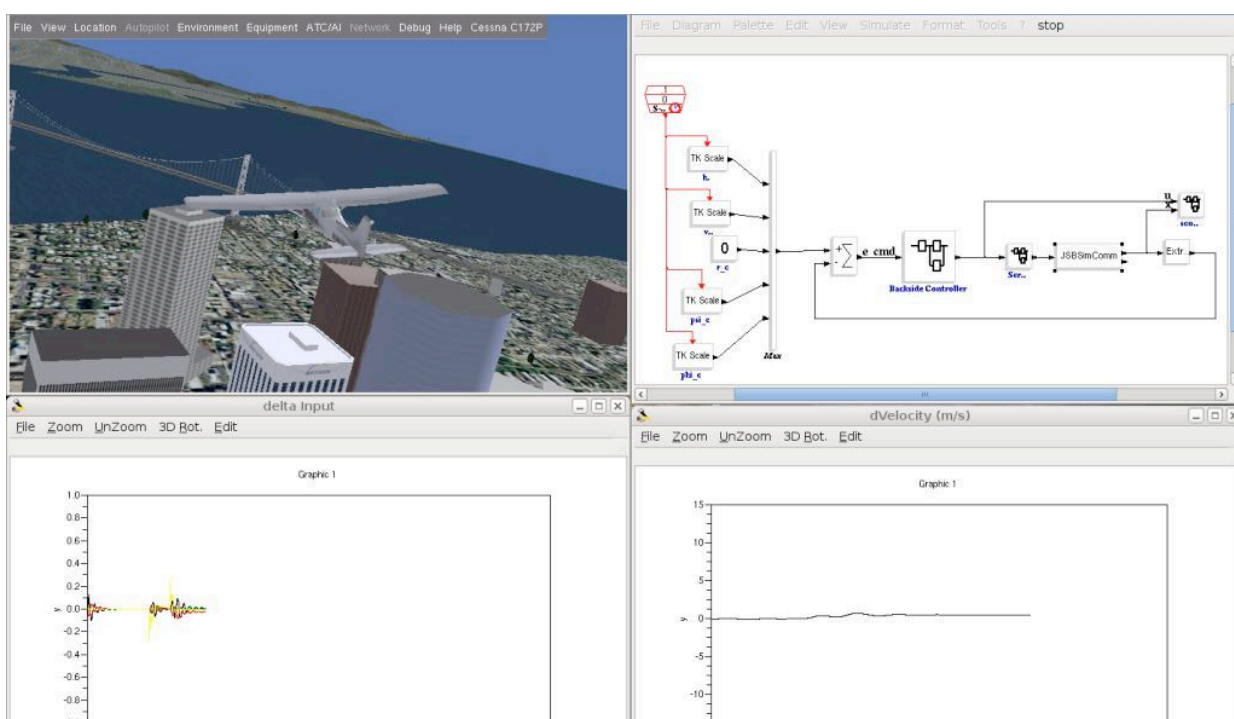 File View Location Autopilot Environment Equipment ATC/AI Network Debug Help Cessna C172P
File Diagram Palette Edit View Simulate Format Tools ? stop
0
S...
TK Scale
h.
TK Scale
v..
0
r_c
TK Scale
psi_c
TK Scale
phi_c
Mux
+
-
Σ
e cmd
Backside Controller
Ser..
JSBSimComm
Extr
u
x
sco..
delta Input
File Zoom UnZoom 3D Rot. Edit
Graphic 1
1.0
0.8
0.6
0.4
0.2
y 0.0
-0.2
-0.4
-0.6
-0.8
dVelocity (m/s)
File Zoom UnZoom 3D Rot. Edit
Graphic 1
15
10
5
y 0
-5
-10